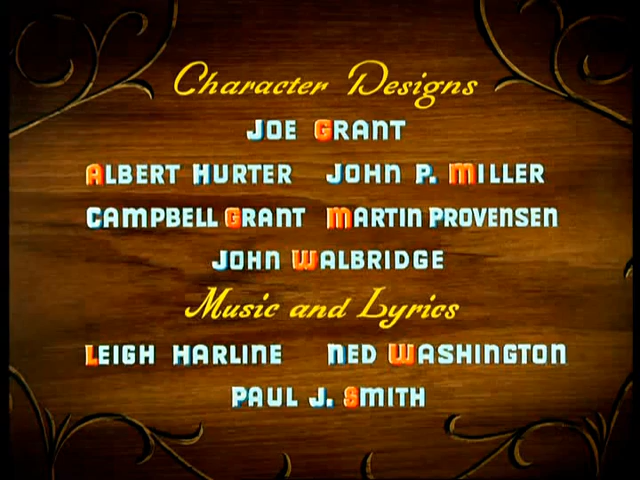 Character Designs
JOE GRANT
ALBERT HURTER JOHN P. MILLER
CAMPBELL GRANT MARTIN PROVENSEN
JOHN WALBRIDGE
Music and Lyrics
LEIGH HARLINE NED WASHINGTON
PAUL J. SMITH